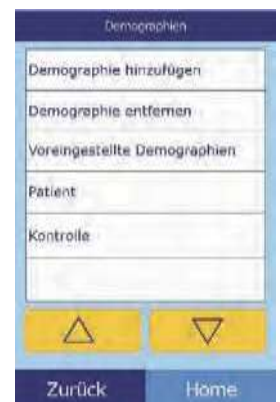 Demographien
Demographie hinzufügen
Demographie entfernen
Voreingestellte Demographien
Patient
Kontrolle
Zurück
Home